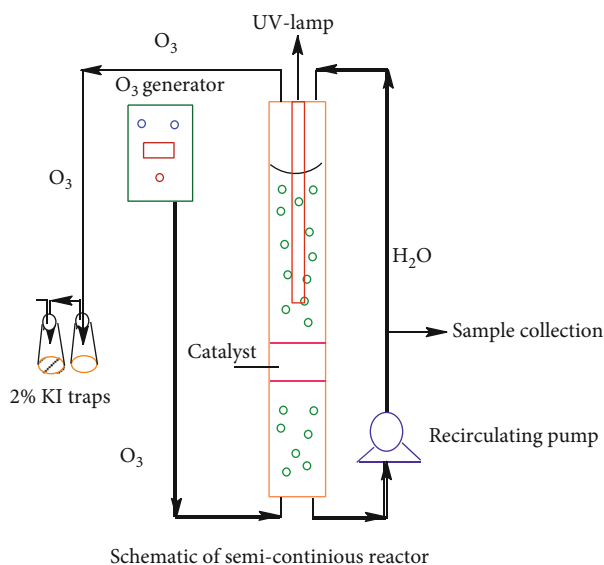 UV-lamp
O₃
O₃ generator
O₃
H₂O
Sample collection
Catalyst
2% KI traps
Recirculating pump
O₃
Schematic of semi-continious reactor